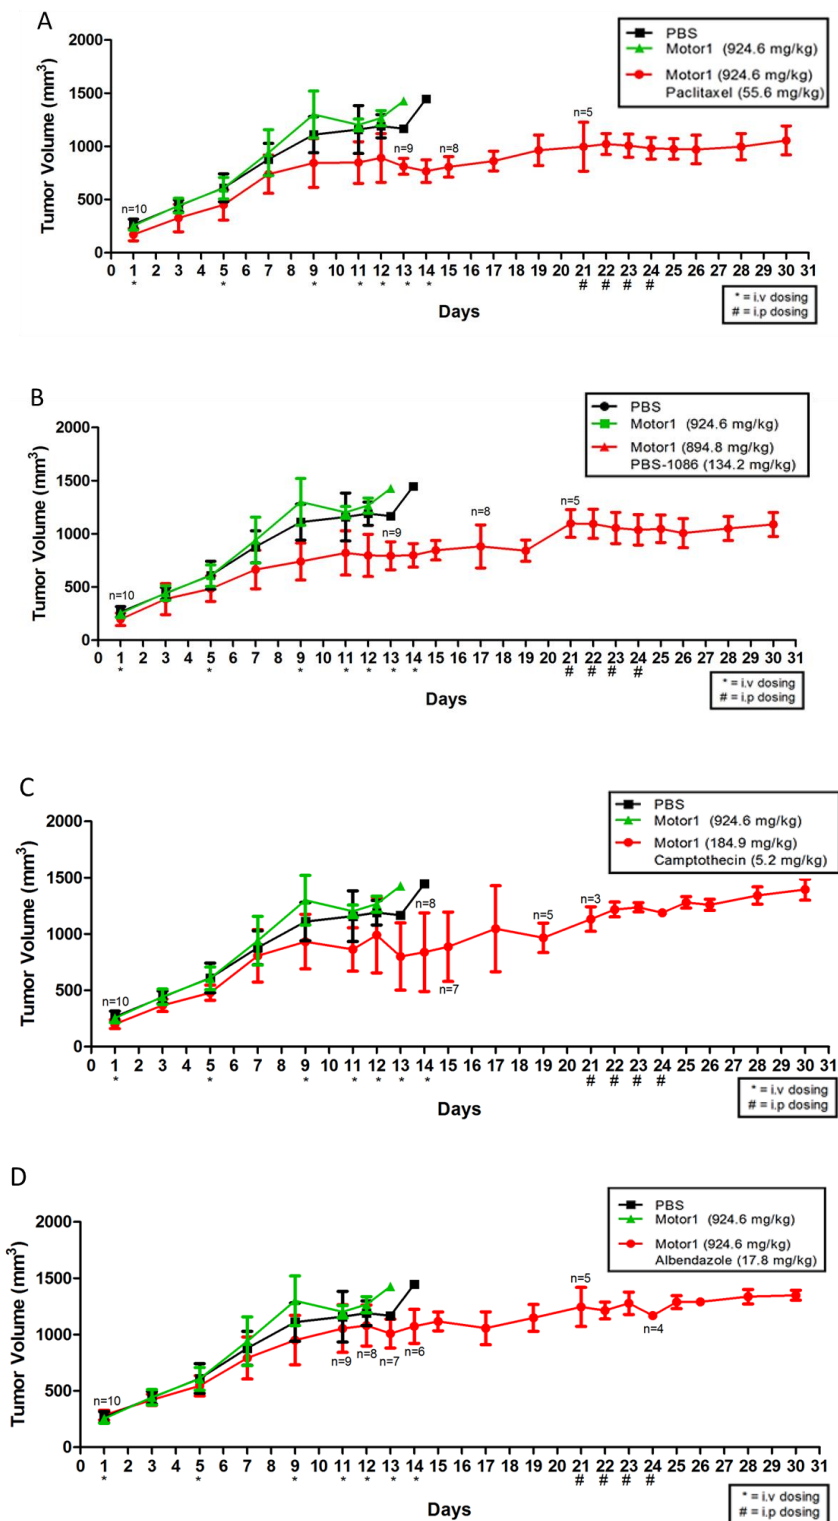 A
PBS
Motor1 (924.6 mg/kg)
Motor1 (924.6 mg/kg)
Paclitaxel (55.6 mg/kg)
Tumor Volume (mm³)
2000
1500
1000
500
0
n=10
n=9
n=8
n=5
0 1 2 3 4 5 6 7 8 9 10 11 12 13 14 15 16 17 18 19 20 21 22 23 24 25 26 27 28 29 30 31
* * * * * * * # # # #
Days
* = i.v dosing
# = i.p dosing
B
PBS
Motor1 (924.6 mg/kg)
Motor1 (894.8 mg/kg)
PBS-1086 (134.2 mg/kg)
Tumor Volume (mm³)
2000
1500
1000
500
0
n=10
n=9
n=8
n=5
0 1 2 3 4 5 6 7 8 9 10 11 12 13 14 15 16 17 18 19 20 21 22 23 24 25 26 27 28 29 30 31
* * * * * * * # # # #
Days
* = i.v dosing
# = i.p dosing
C
PBS
Motor1 (924.6 mg/kg)
Motor1 (184.9 mg/kg)
Camptothecin (5.2 mg/kg)
Tumor Volume (mm³)
2000
1500
1000
500
0
n=10
n=8
n=7
n=5
n=3
0 1 2 3 4 5 6 7 8 9 10 11 12 13 14 15 16 17 18 19 20 21 22 23 24 25 26 27 28 29 30 31
* * * * * * * # # # #
Days
* = i.v dosing
# = i.p dosing
D
PBS
Motor1 (924.6 mg/kg)
Motor1 (924.6 mg/kg)
Albendazole (17.8 mg/kg)
Tumor Volume (mm³)
2000
1500
1000
500
0
n=10
n=9
n=8
n=7
n=6
n=5
n=4
0 1 2 3 4 5 6 7 8 9 10 11 12 13 14 15 16 17 18 19 20 21 22 23 24 25 26 27 28 29 30 31
* * * * * * * # # # #
Days
* = i.v dosing
# = i.p dosing